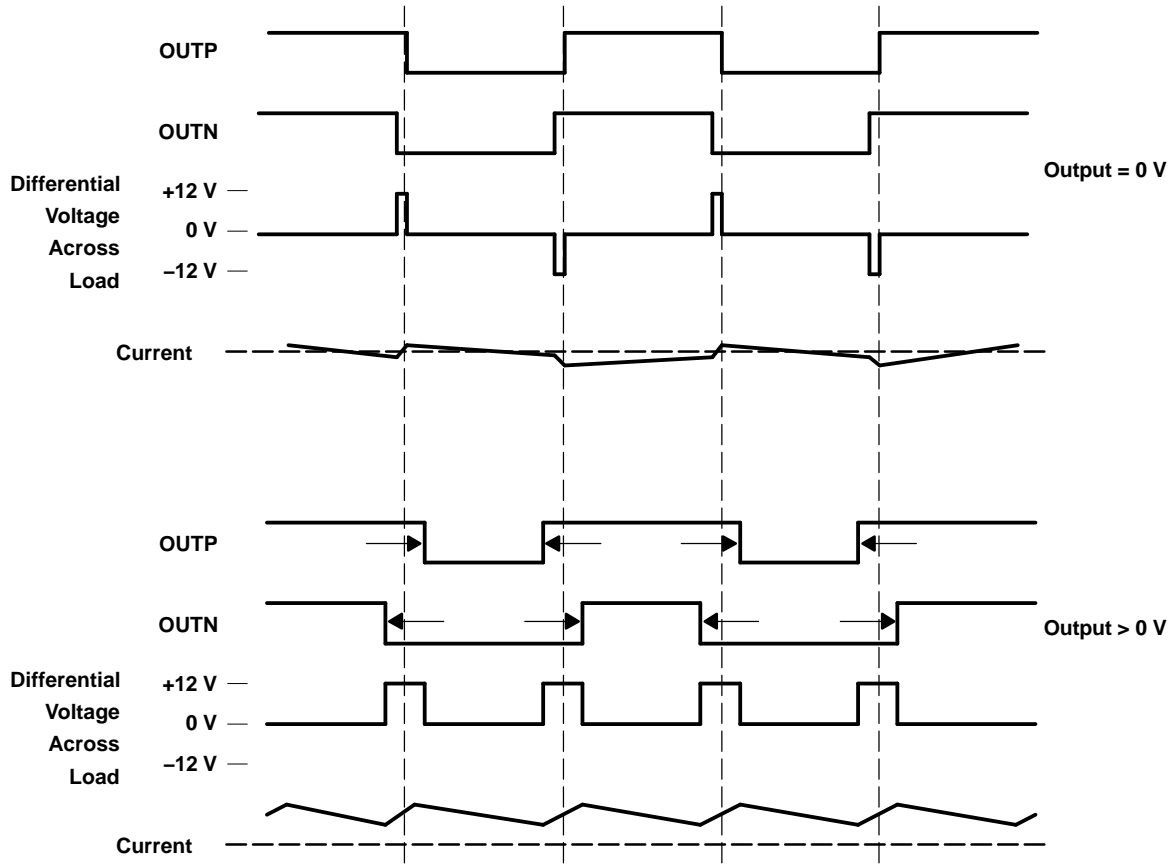 OUTP
OUTN
Output = 0 V
Differential
Voltage
Across
Load
+12 V
0 V
–12 V
Current
OUTP
OUTN
Output > 0 V
Differential
Voltage
Across
Load
+12 V
0 V
–12 V
Current